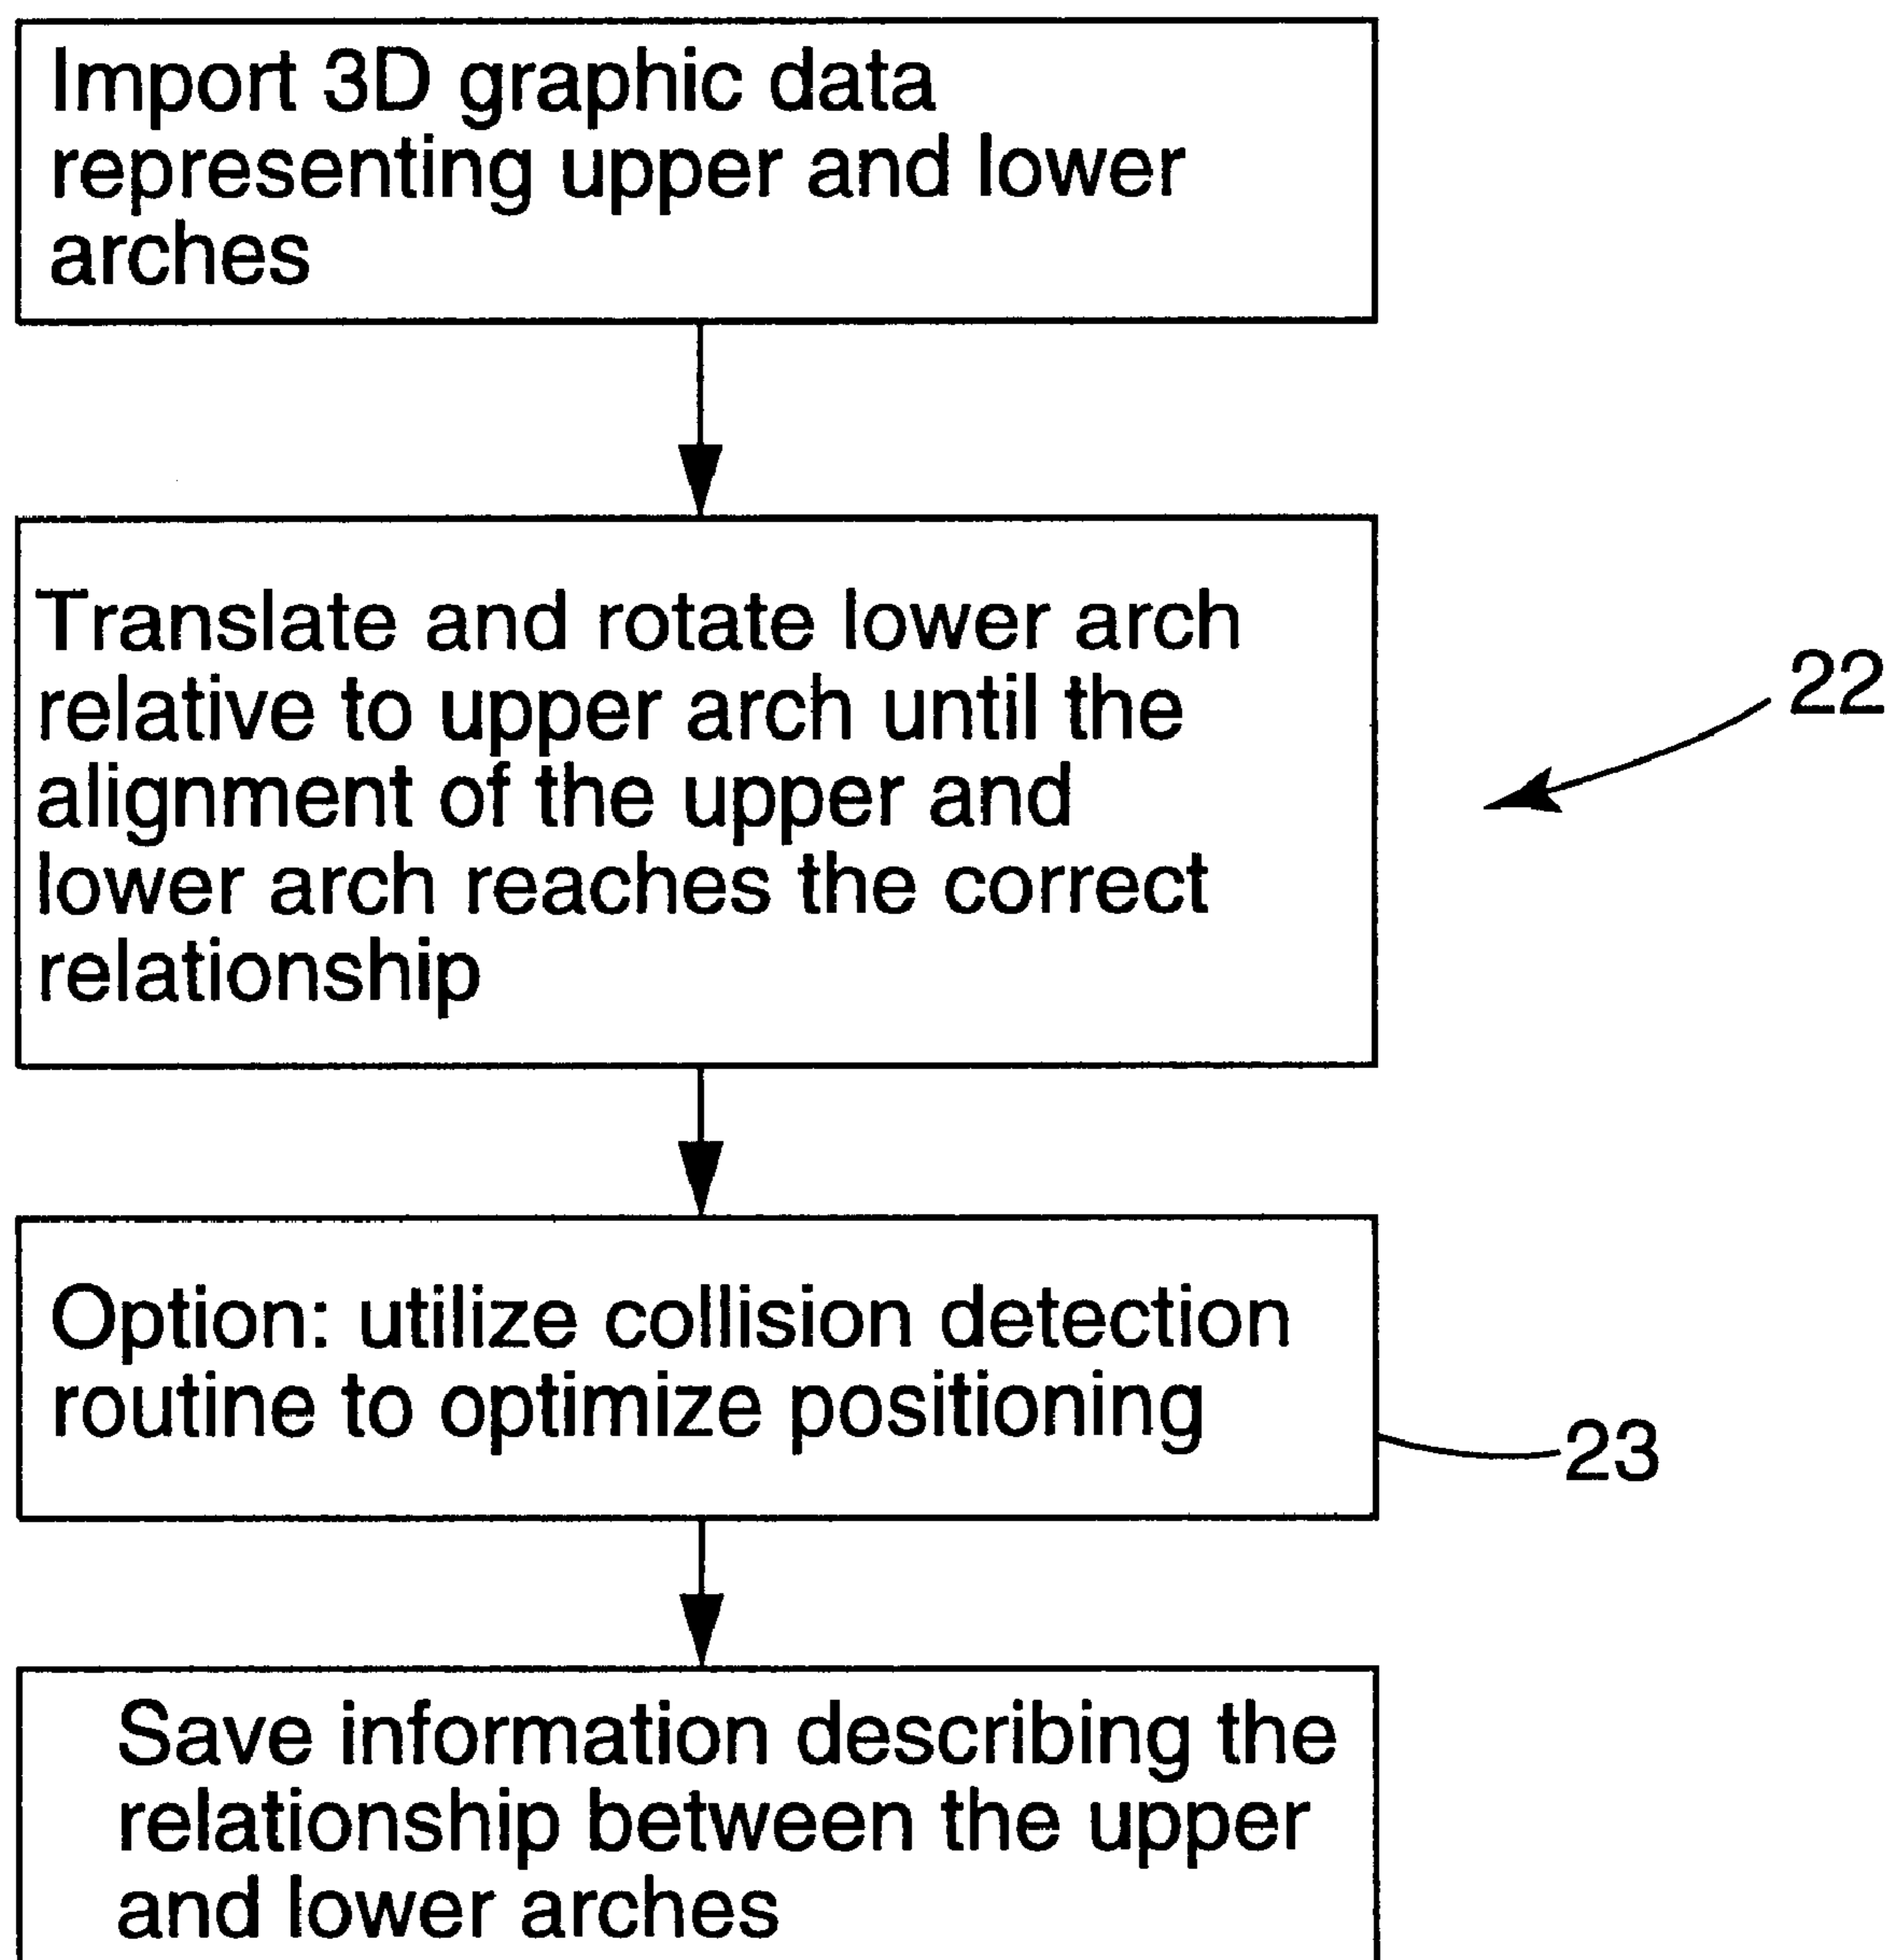 Import 3D graphic data
representing upper and lower
arches
Translate and rotate lower arch
relative to upper arch until the
alignment of the upper and
lower arch reaches the correct
relationship
22
Option: utilize collision detection
routine to optimize positioning
23
Save information describing the
relationship between the upper
and lower arches